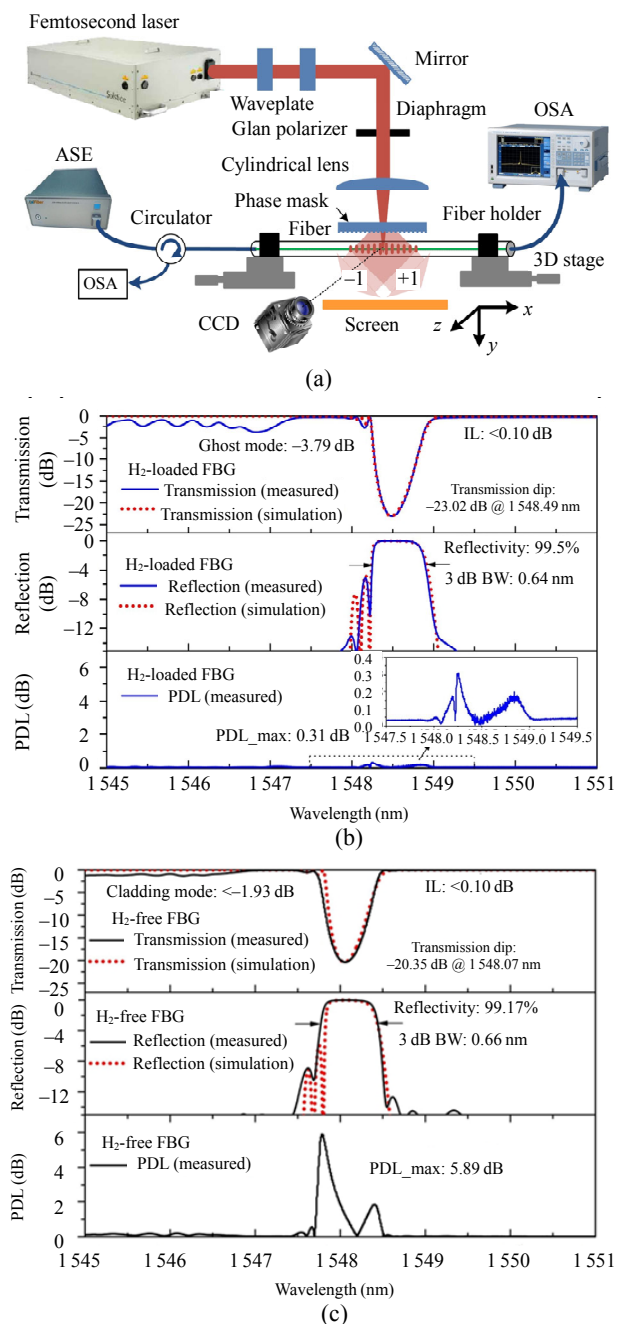 Femtosecond laser
Mirror
Waveplate
Glan polarizer
Diaphragm
OSA
ASE
Cylindrical lens
Phase mask
Circulator
Fiber
Fiber holder
OSA
–1
+1
3D stage
CCD
Screen
x
z
y
(a)
Transmission
(dB)
0
–5
–10
–15
–20
–25
Ghost mode: –3.79 dB
IL: <0.10 dB
H2-loaded FBG
Transmission (measured)
Transmission (simulation)
Transmission dip:
–23.02 dB @ 1 548.49 nm
Reflection
(dB)
0
–4
–8
–12
H2-loaded FBG
Reflection (measured)
Reflection (simulation)
Reflectivity: 99.5%
3 dB BW: 0.64 nm
PDL (dB)
6
4
2
0
H2-loaded FBG
PDL (measured)
PDL_max: 0.31 dB
0.4
0.3
0.2
0.1
0.0
1 547.5 1 548.0 1 548.5 1 549.0 1 549.5
1 545 1 546 1 547 1 548 1 549 1 550 1 551
Wavelength (nm)
(b)
Transmission (dB)
0
–5
–10
–15
–20
–25
Cladding mode: <–1.93 dB
IL: <0.10 dB
H2-free FBG
Transmission (measured)
Transmission (simulation)
Transmission dip:
–20.35 dB @ 1 548.07 nm
Reflection (dB)
0
–4
–8
–12
H2-free FBG
Reflection (measured)
Reflection (simulation)
Reflectivity: 99.17%
3 dB BW: 0.66 nm
PDL (dB)
6
4
2
0
H2-free FBG
PDL (measured)
PDL_max: 5.89 dB
1 545 1 546 1 547 1 548 1 549 1 550 1 551
Wavelength (nm)
(c)